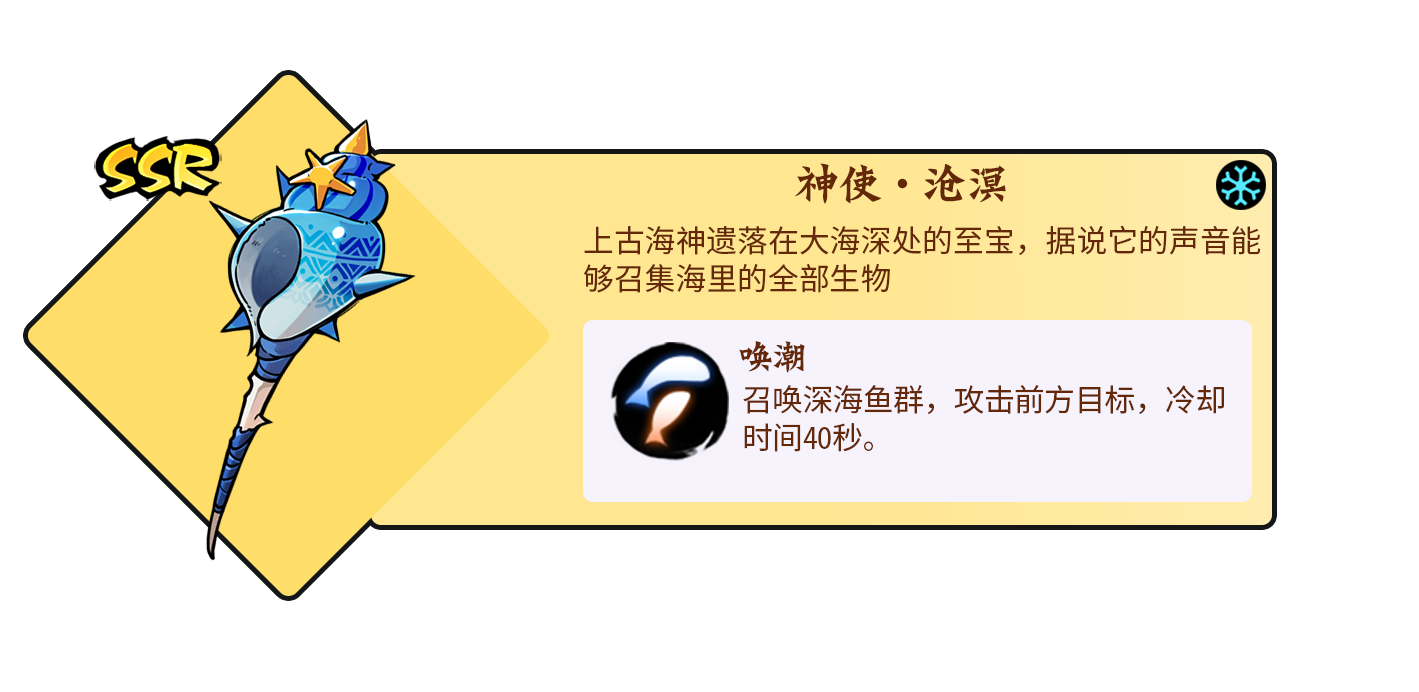 SSR
神使·沧溟
上古海神遗落在大海深处的至宝，据说它的声音能
够召集海里的全部生物
唤潮
召唤深海鱼群，攻击前方目标，冷却
时间40秒。